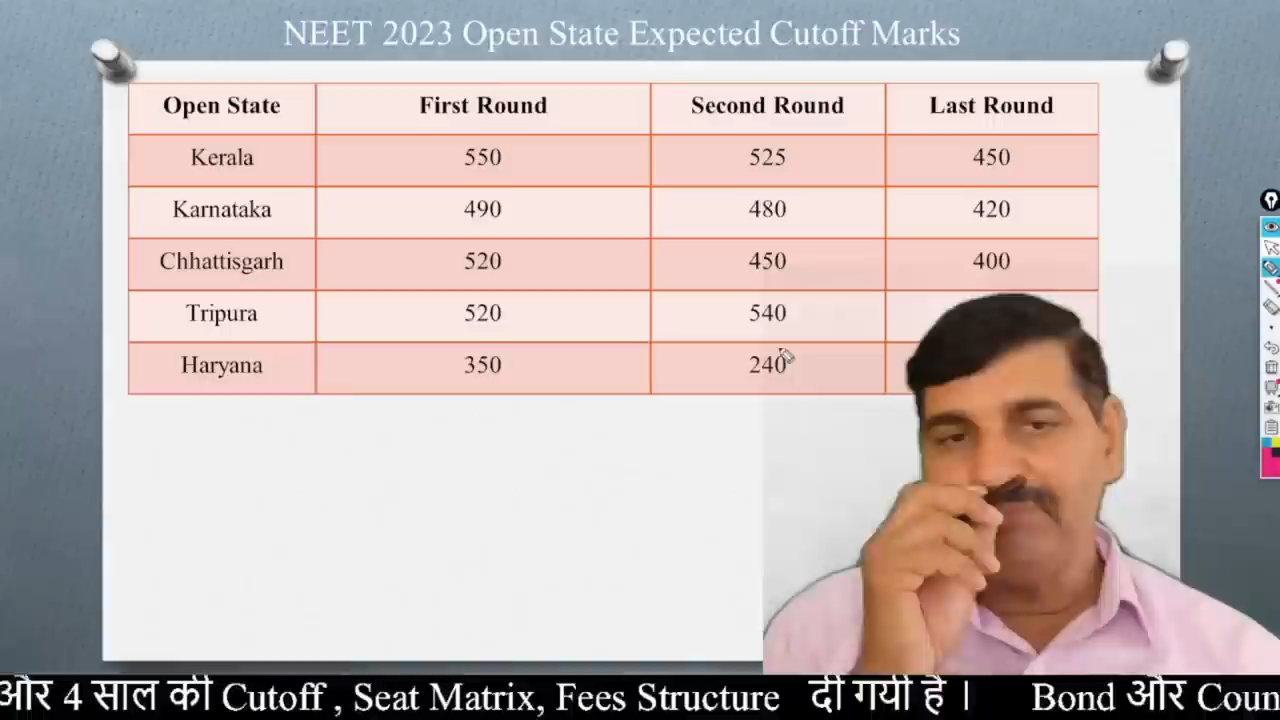 NEET 2023 Open State Expected Cutoff Marks
Open State First Round Second Round Last Round
Kerala 550 525 450
Karnataka 490 480 420
Chhattisgarh 520 450 400
Tripura 520 540
Haryana 350 240
और 4 साल की Cutoff , Seat Matrix, Fees Structure दी गयी है । Bond और Coun